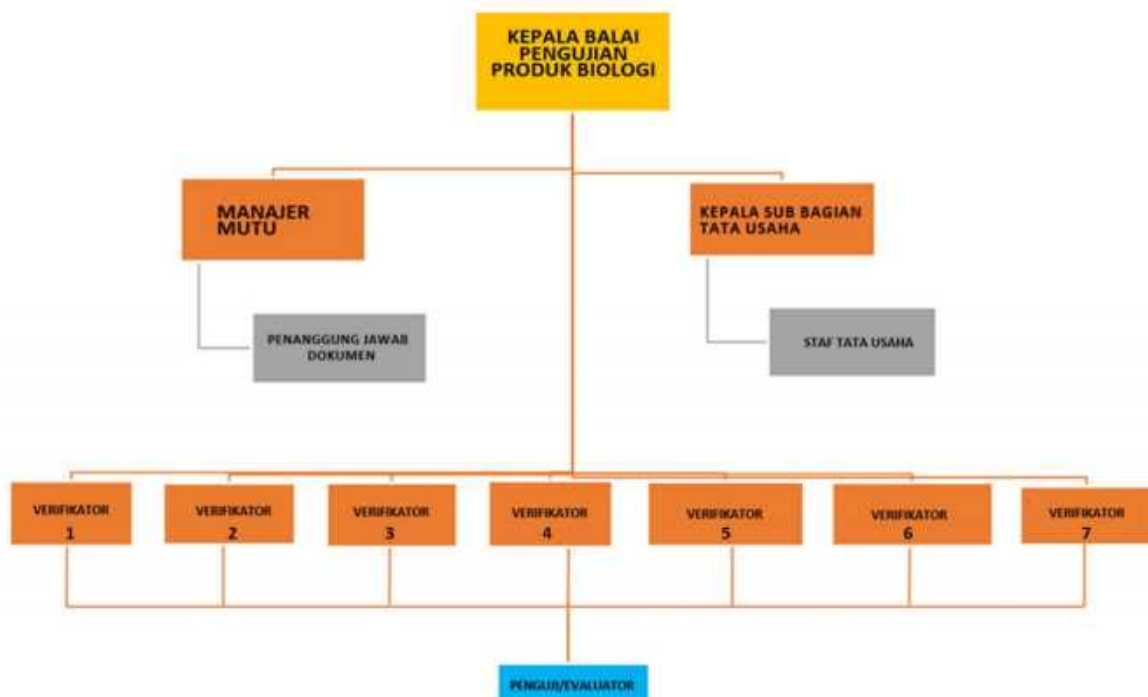 KEPALA BALAI
PENGUJIAN
PRODUK BIOLOGI
MANAJER
MUTU
KEPALA SUB BAGIAN
TATA USAHA
PENANGGUNG JAWAB
DOKUMEN
STAF TATA USAHA
VERIFIKATOR
1
VERIFIKATOR
2
VERIFIKATOR
3
VERIFIKATOR
4
VERIFIKATOR
5
VERIFIKATOR
6
VERIFIKATOR
7
PENGUJI/EVALUATOR